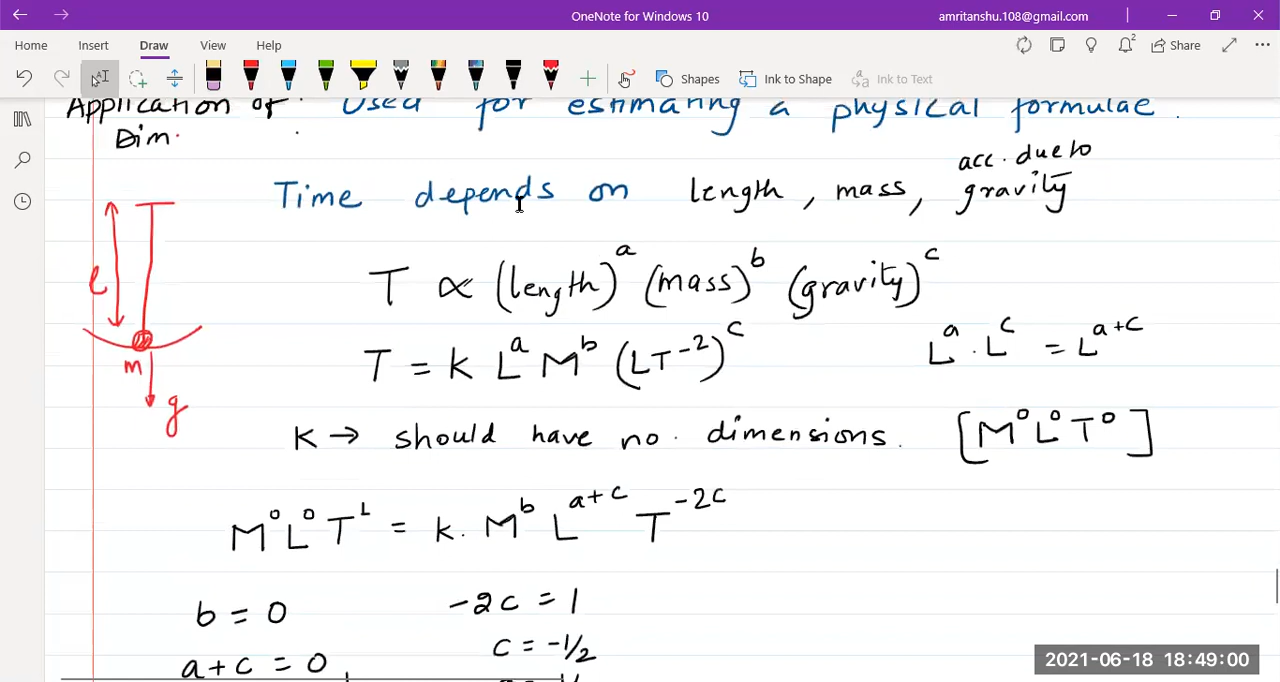 OneNote for Windows 10
amritanshu.108@gmail.com
Home Insert Draw View Help
Share
Shapes Ink to Shape Ink to Text
Application of Used for estimating a physical formulae.
Dim.
Time depends on length, mass, acc. due to gravity
T ∝ (length)^a (mass)^b (gravity)^c
l
T = K L^a M^b (LT^-2)^c L^a . L^c = L^a+c
m
g
K → should have no dimensions. [M^0 L^0 T^0]
M^0 L^0 T^1 = k. M^b L^a+c T^-2c
b = 0 -2c = 1
c = -1/2
a+c = 0
2021-06-18 18:49:00